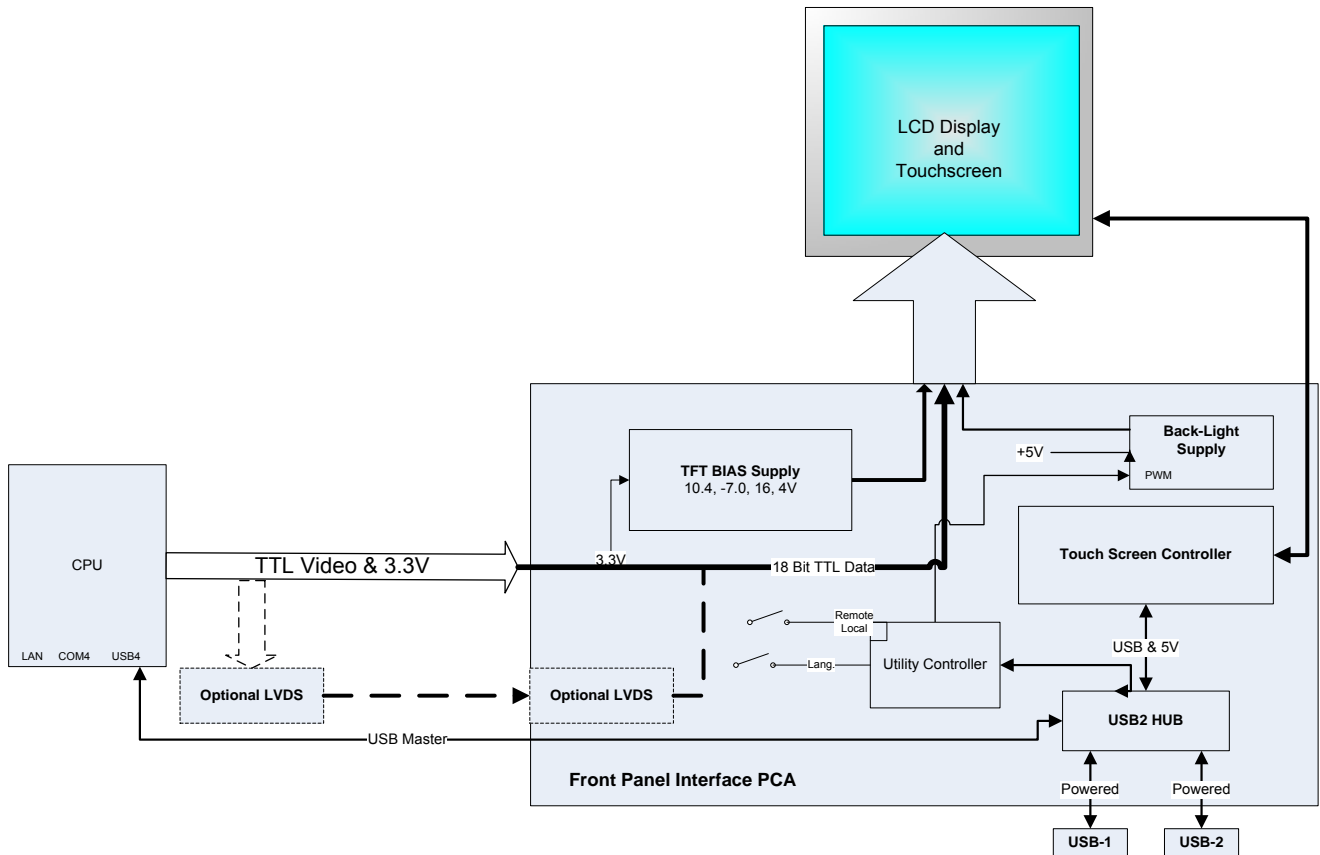 LCD Display
and
Touchscreen
Back-Light
Supply
+5V
PWM
TFT BIAS Supply
10.4, -7.0, 16, 4V
CPU
TTL Video & 3.3V
3.3V
18 Bit TTL Data
Touch Screen Controller
Remote
Local
Lang.
Utility Controller
USB & 5V
LAN COM4 USB4
Optional LVDS
Optional LVDS
USB2 HUB
USB Master
Front Panel Interface PCA
Powered
Powered
USB-1
USB-2